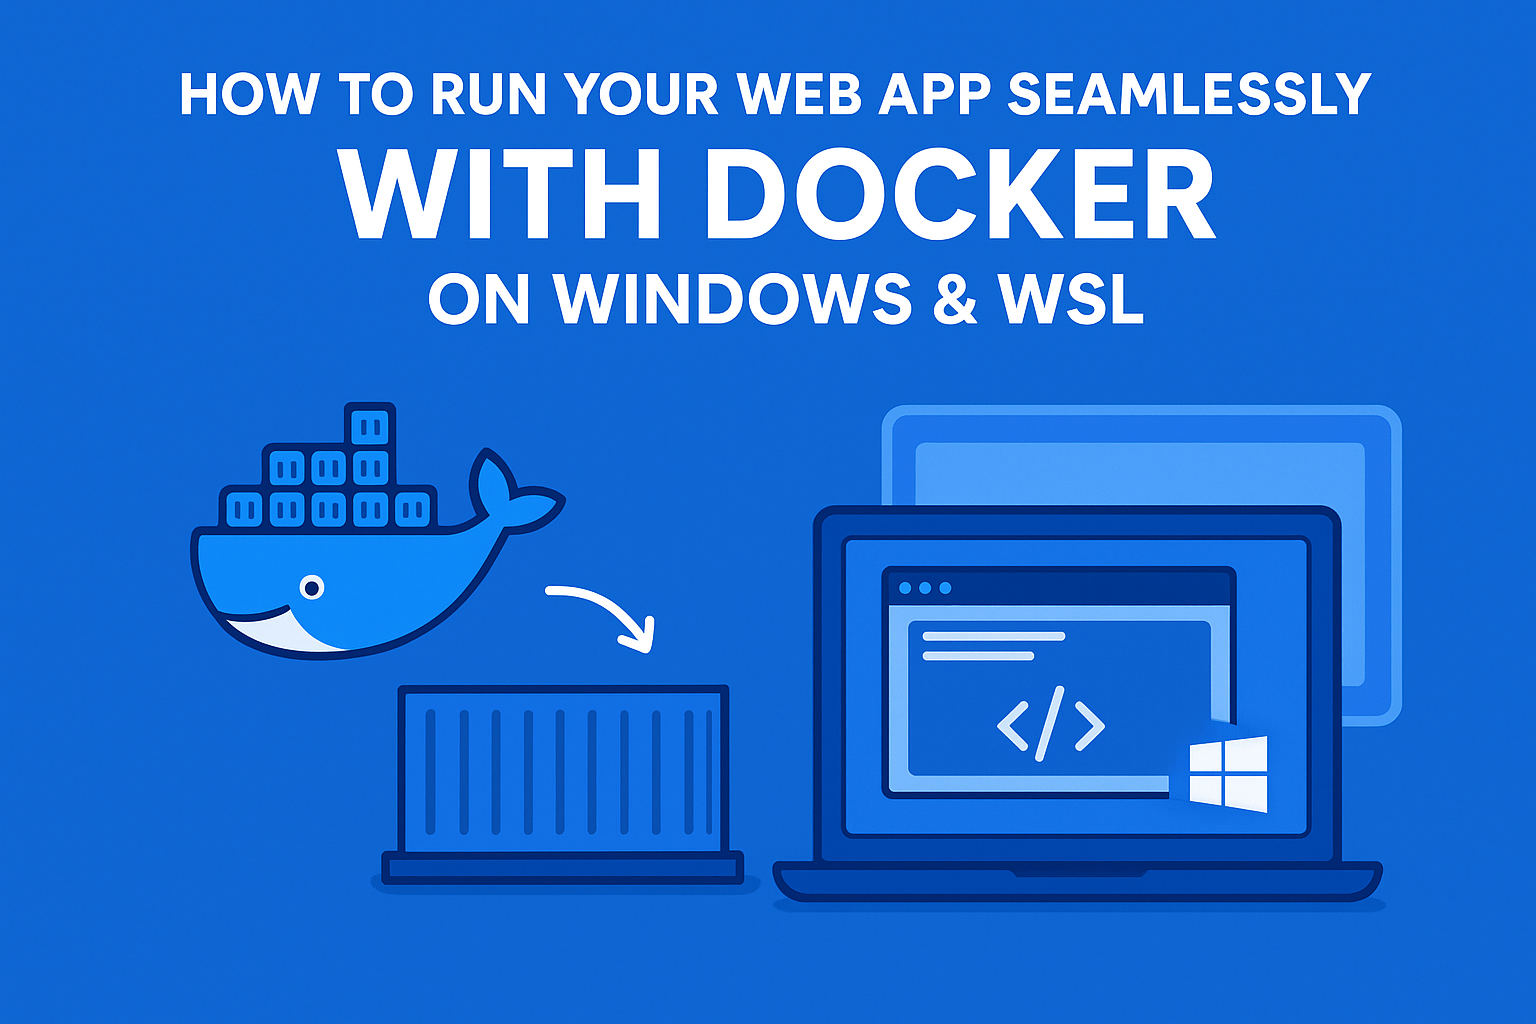 HOW TO RUN YOUR WEB APP SEAMLESSLY
WITH DOCKER
ON WINDOWS & WSL
</>